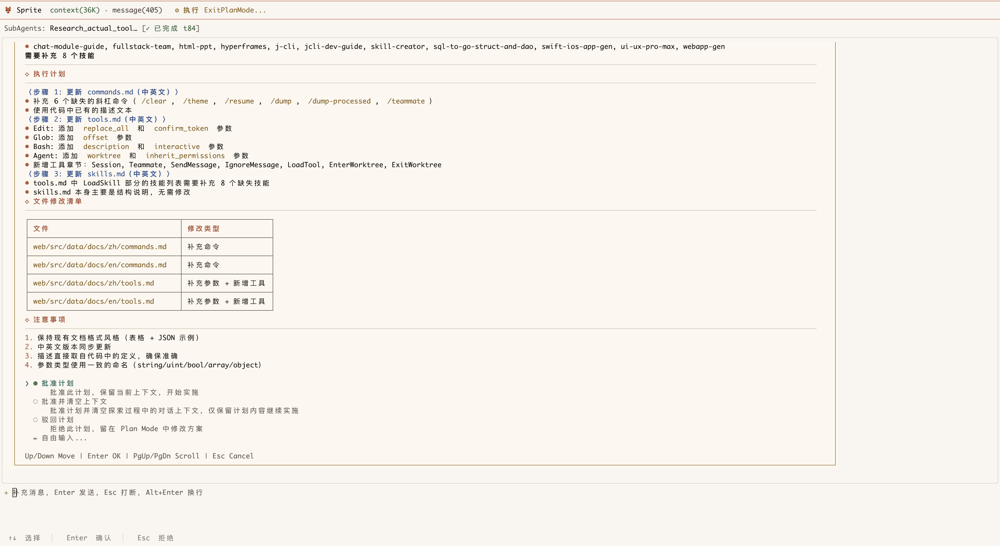 Sprite context(36K) · message(405) ⚙ 执行 ExitPlanMode...
SubAgents: Research_actual_tool… [✓ 已完成 t84]
● chat-module-guide, fullstack-team, html-ppt, hyperframes, j-cli, jcli-dev-guide, skill-creator, sql-to-go-struct-and-dao, swift-ios-app-gen, ui-ux-pro-max, webapp-gen
需要补充 8 个技能
◇ 执行计划
〈步骤 1: 更新 commands.md（中英文）〉
● 补充 6 个缺失的斜杠命令（ /clear , /theme , /resume , /dump , /dump-processed , /teammate ）
● 使用代码中已有的描述文本
〈步骤 2: 更新 tools.md（中英文）〉
● Edit: 添加 replace_all 和 confirm_token 参数
● Glob: 添加 offset 参数
● Bash: 添加 description 和 interactive 参数
● Agent: 添加 worktree 和 inherit_permissions 参数
● 新增工具章节：Session, Teammate, SendMessage, IgnoreMessage, LoadTool, EnterWorktree, ExitWorktree
〈步骤 3: 更新 skills.md（中英文）〉
● tools.md 中 LoadSkill 部分的技能列表需要补充 8 个缺失技能
● skills.md 本身主要是结构说明，无需修改
◇ 文件修改清单
文件 修改类型
web/src/data/docs/zh/commands.md 补充命令
web/src/data/docs/en/commands.md 补充命令
web/src/data/docs/zh/tools.md 补充参数 + 新增工具
web/src/data/docs/en/tools.md 补充参数 + 新增工具
◇ 注意事项
1. 保持现有文档格式风格（表格 + JSON 示例）
2. 中英文版本同步更新
3. 描述直接取自代码中的定义，确保准确
4. 参数类型使用一致的命名（string/uint/bool/array/object）
❯ ● 批准计划
批准此计划，保留当前上下文，开始实施
○ 批准并清空上下文
批准计划并清空探索过程中的对话上下文，仅保留计划内容继续实施
○ 驳回计划
拒绝此计划，留在 Plan Mode 中修改方案
✏ 自由输入...
Up/Down Move | Enter OK | PgUp/PgDn Scroll | Esc Cancel
+ 补充消息, Enter 发送, Esc 打断, Alt+Enter 换行
↑↓ 选择 │ Enter 确认 │ Esc 拒绝